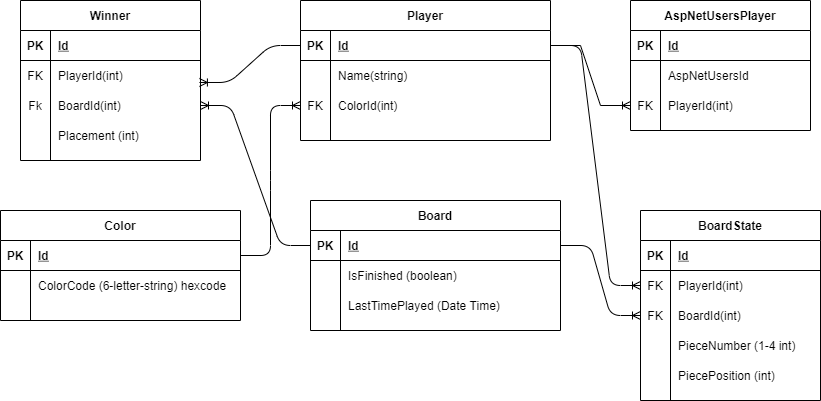 Winner
PK Id
FK PlayerId(int)
Fk BoardId(int)
Placement (int)
Player
PK Id
Name(string)
FK ColorId(int)
AspNetUsersPlayer
PK Id
AspNetUsersId
FK PlayerId(int)
Color
PK Id
ColorCode (6-letter-string) hexcode
Board
PK Id
IsFinished (boolean)
LastTimePlayed (Date Time)
BoardState
PK Id
FK PlayerId(int)
FK BoardId(int)
PieceNumber (1-4 int)
PiecePosition (int)